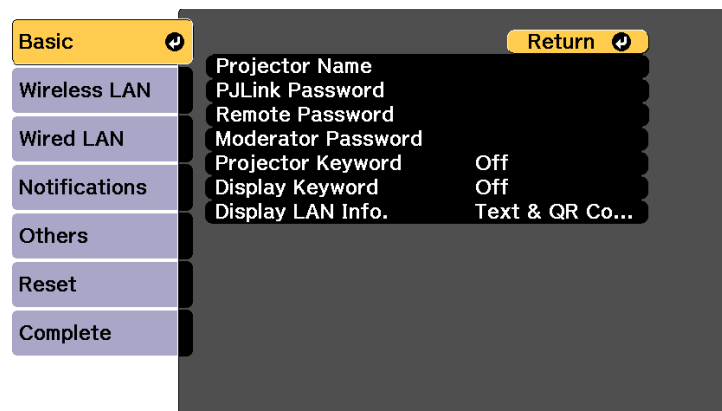 Basic
Wireless LAN
Wired LAN
Notifications
Others
Reset
Complete
Return
Projector Name
PJLink Password
Remote Password
Moderator Password
Projector Keyword Off
Display Keyword Off
Display LAN Info. Text & QR Co...